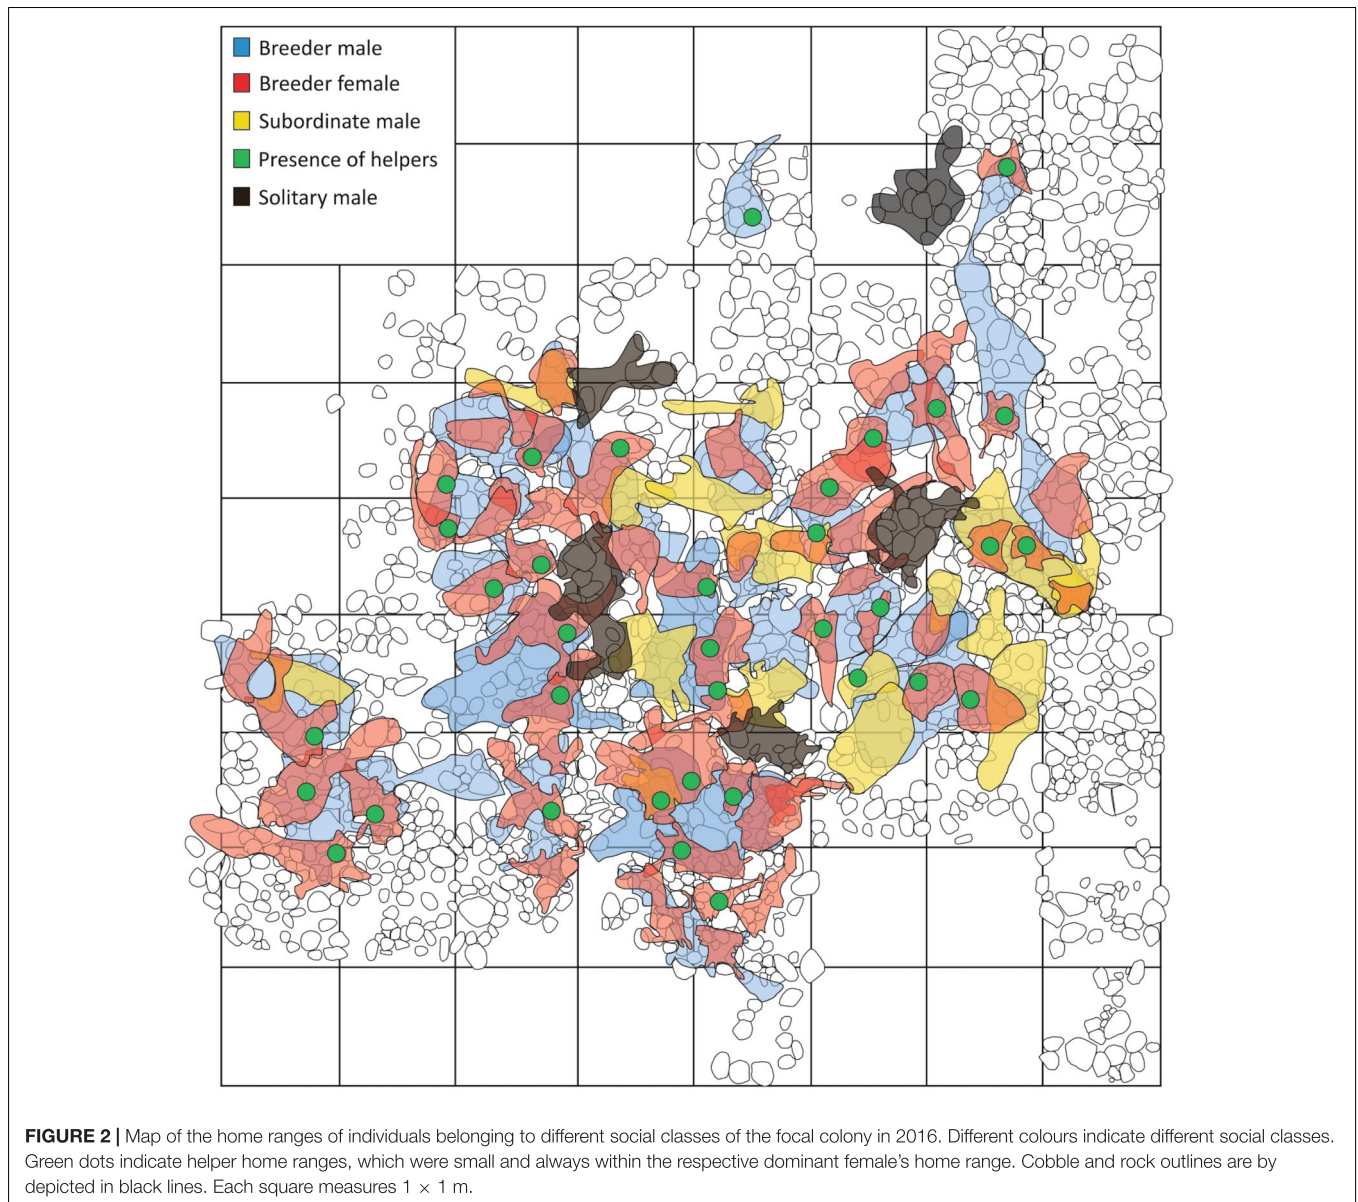 Breeder male
Breeder female
Subordinate male
Presence of helpers
Solitary male
FIGURE 2 | Map of the home ranges of individuals belonging to different social classes of the focal colony in 2016. Different colours indicate different social classes.
Green dots indicate helper home ranges, which were small and always within the respective dominant female's home range. Cobble and rock outlines are by
depicted in black lines. Each square measures 1 × 1 m.